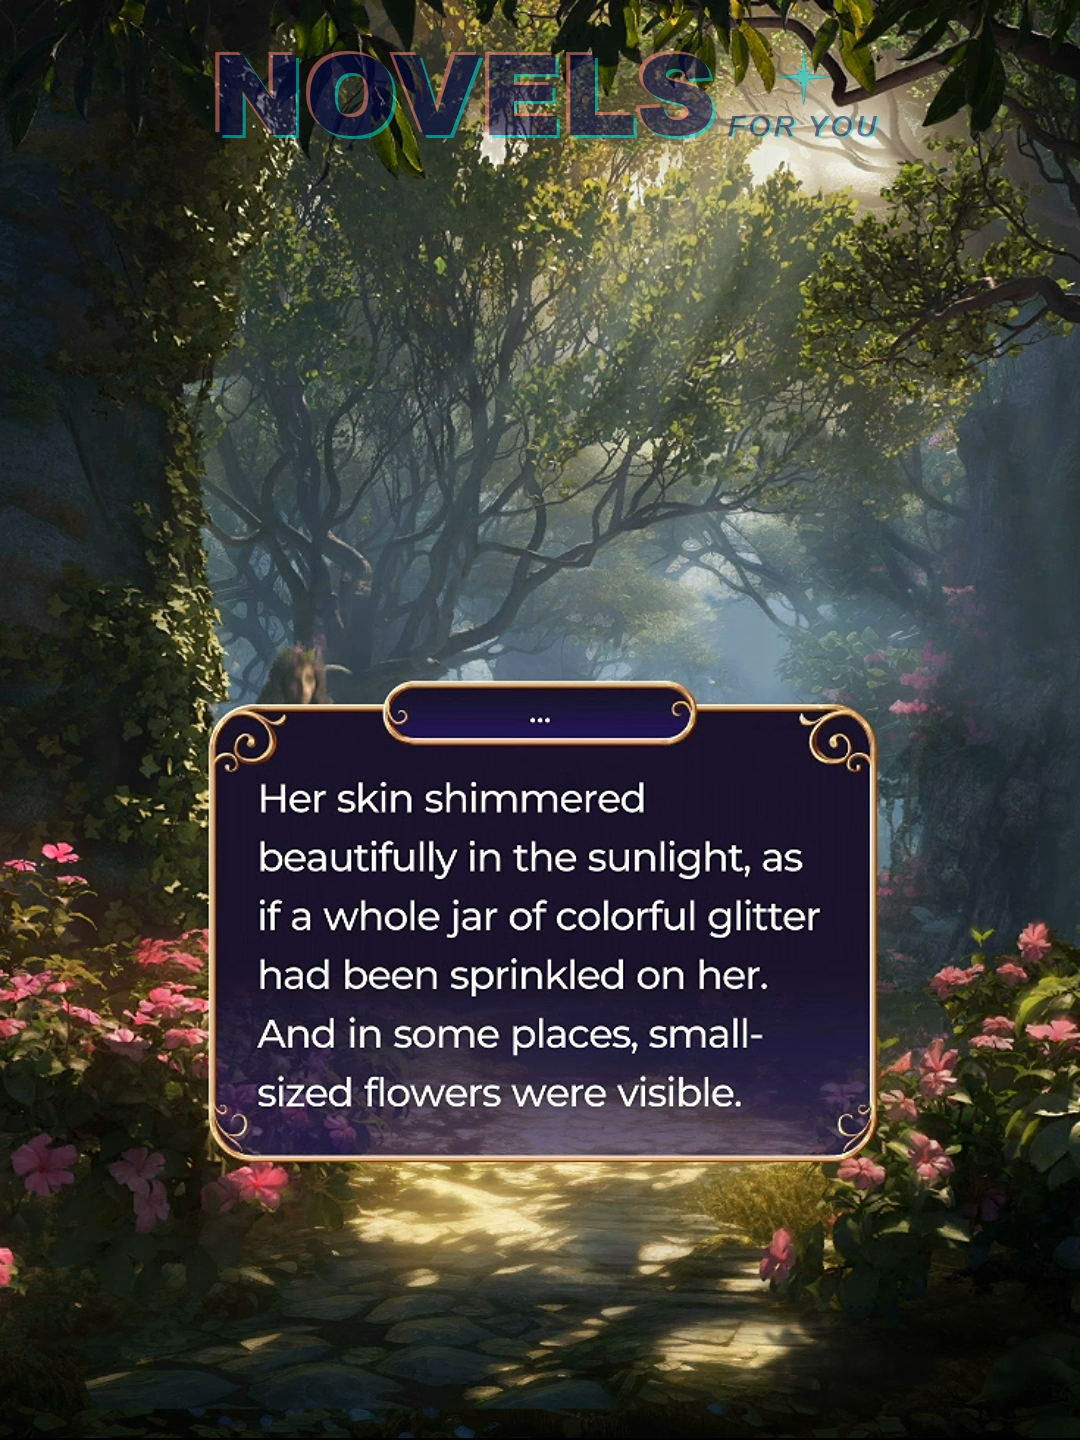 NOVELS
FOR YOU
...
Her skin shimmered
beautifully in the sunlight, as
if a whole jar of colorful glitter
had been sprinkled on her.
And in some places, small-
sized flowers were visible.